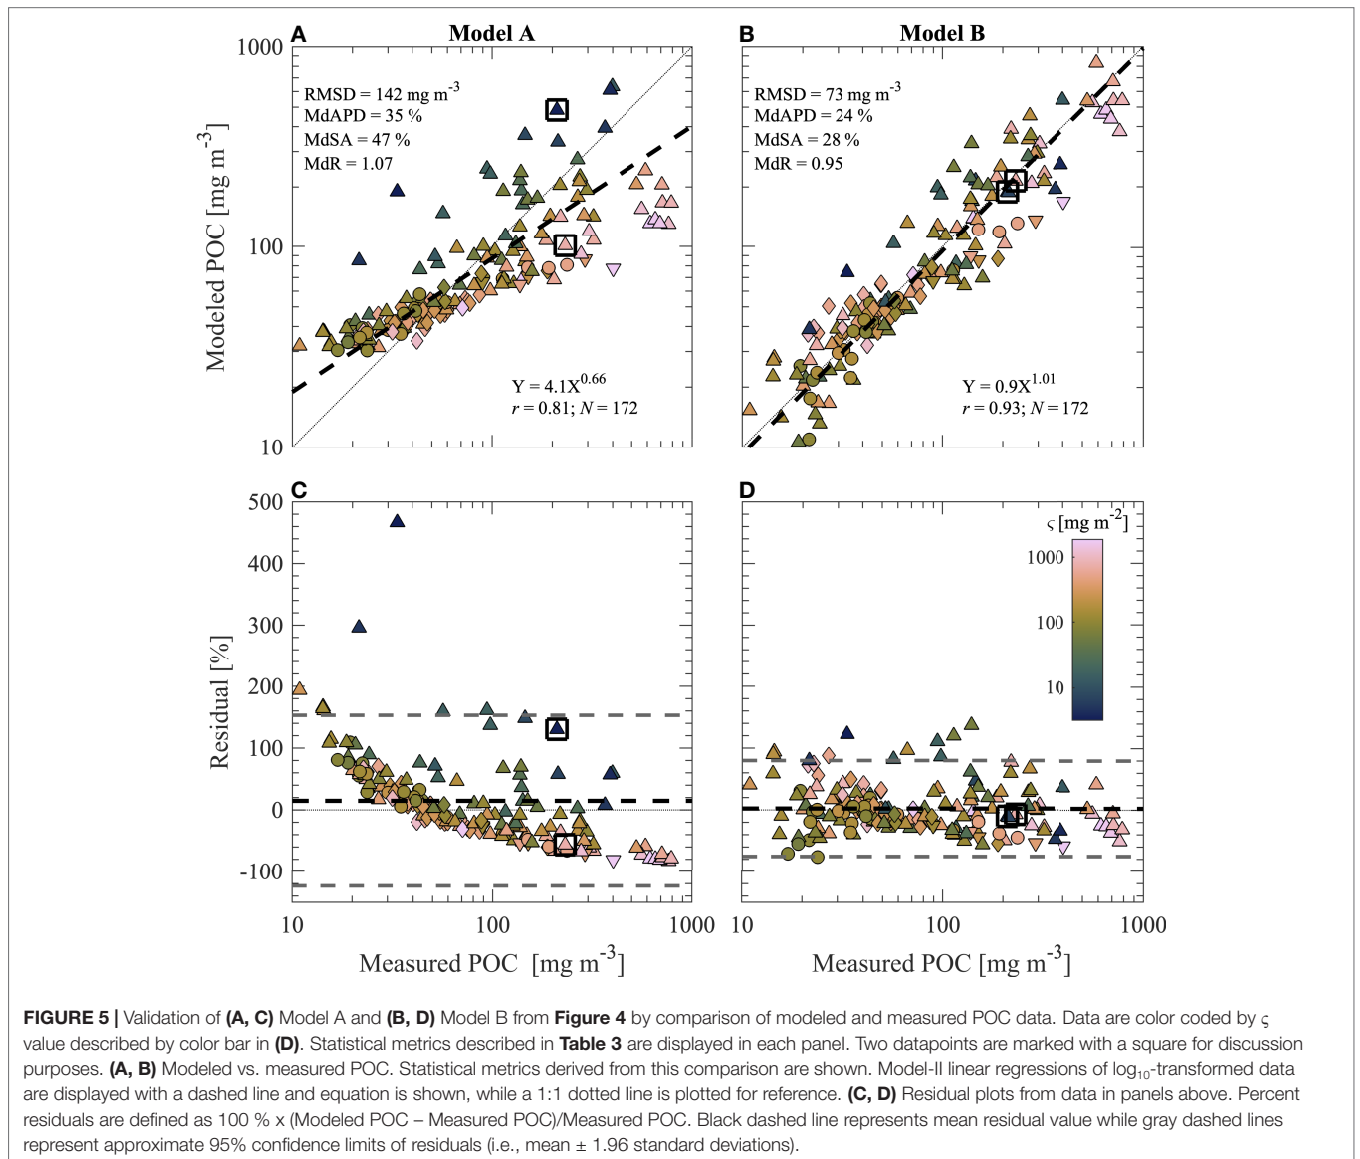 A
Model A
B
Model B
1000
RMSD = 142 mg m-3
MdAPD = 35 %
MdSA = 47 %
MdR = 1.07
RMSD = 73 mg m-3
MdAPD = 24 %
MdSA = 28 %
MdR = 0.95
Modeled POC [mg m-3]
100
Y = 4.1X0.66
r = 0.81; N = 172
Y = 0.9X1.01
r = 0.93; N = 172
10
C
D
500
400
300
200
100
0
-100
Residual [%]
ς [mg m-2]
1000
100
10
10
100
1000
10
100
1000
Measured POC [mg m-3]
Measured POC [mg m-3]
FIGURE 5 | Validation of (A, C) Model A and (B, D) Model B from Figure 4 by comparison of modeled and measured POC data. Data are color coded by ς
value described by color bar in (D). Statistical metrics described in Table 3 are displayed in each panel. Two datapoints are marked with a square for discussion
purposes. (A, B) Modeled vs. measured POC. Statistical metrics derived from this comparison are shown. Model-II linear regressions of log10-transformed data
are displayed with a dashed line and equation is shown, while a 1:1 dotted line is plotted for reference. (C, D) Residual plots from data in panels above. Percent
residuals are defined as 100 % x (Modeled POC – Measured POC)/Measured POC. Black dashed line represents mean residual value while gray dashed lines
represent approximate 95% confidence limits of residuals (i.e., mean ± 1.96 standard deviations).